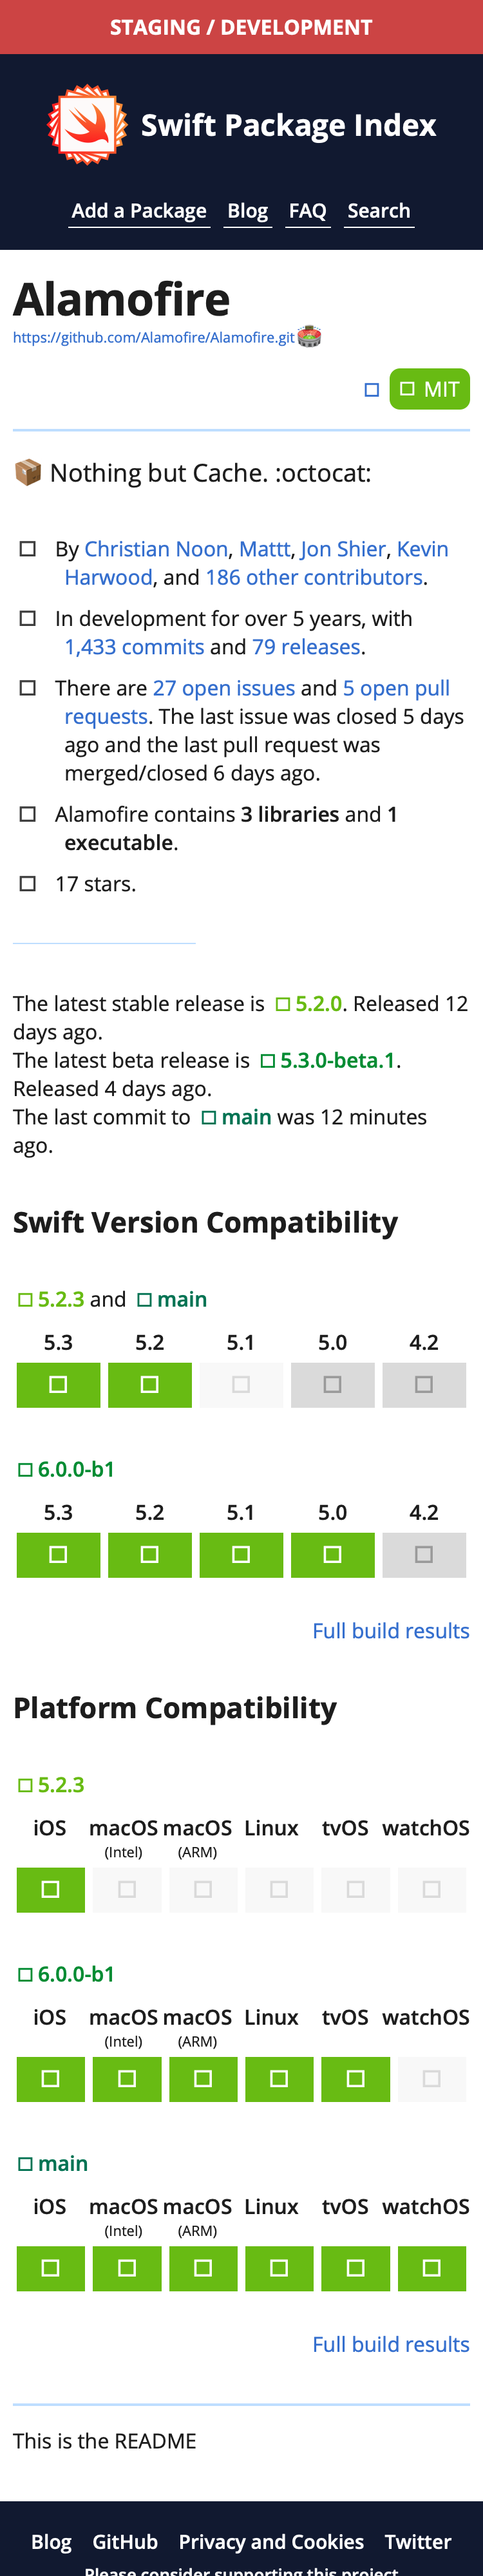 STAGING / DEVELOPMENT
Swift Package Index
Add a Package Blog FAQ Search
Alamofire
https://github.com/Alamofire/Alamofire.git
MIT
📦 Nothing but Cache. :octocat:
By Christian Noon, Mattt, Jon Shier, Kevin
Harwood, and 186 other contributors.
In development for over 5 years, with
1,433 commits and 79 releases.
There are 27 open issues and 5 open pull
requests. The last issue was closed 5 days
ago and the last pull request was
merged/closed 6 days ago.
Alamofire contains 3 libraries and 1
executable.
17 stars.
The latest stable release is 5.2.0. Released 12
days ago.
The latest beta release is 5.3.0-beta.1.
Released 4 days ago.
The last commit to main was 12 minutes
ago.
Swift Version Compatibility
5.2.3 and main
5.3 5.2 5.1 5.0 4.2
6.0.0-b1
5.3 5.2 5.1 5.0 4.2
Full build results
Platform Compatibility
5.2.3
iOS macOS macOS Linux tvOS watchOS
(Intel) (ARM)
6.0.0-b1
iOS macOS macOS Linux tvOS watchOS
(Intel) (ARM)
main
iOS macOS macOS Linux tvOS watchOS
(Intel) (ARM)
Full build results
This is the README
Blog GitHub Privacy and Cookies Twitter
Please consider supporting this project